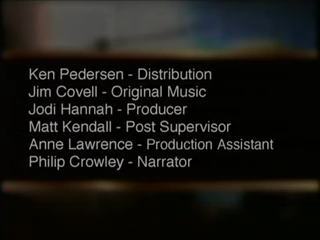 Ken Pedersen - Distribution
Jim Covell - Original Music
Jodi Hannah - Producer
Matt Kendall - Post Supervisor
Anne Lawrence - Production Assistant
Philip Crowley - Narrator